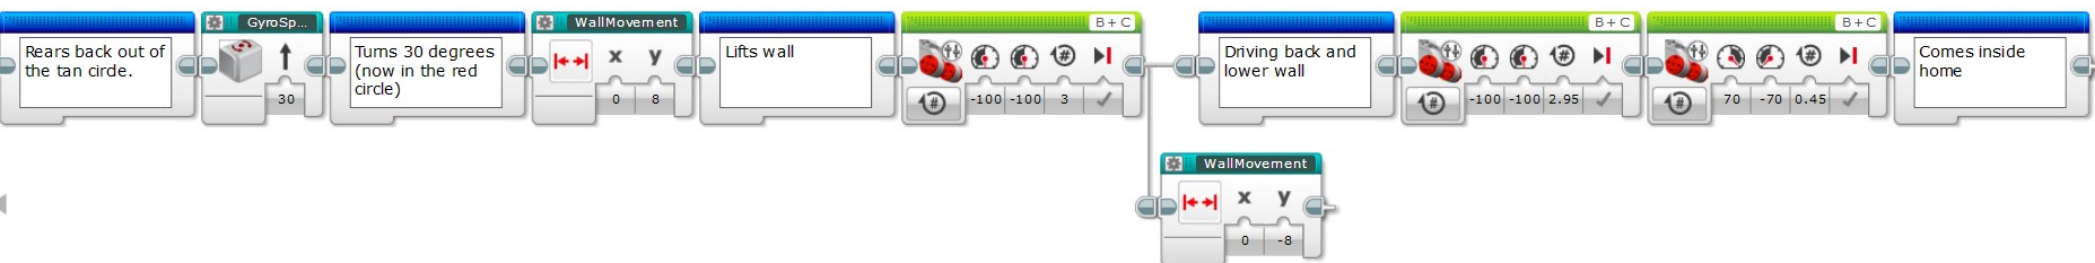 Rears back out of
the tan circle.
GyroSp...
30
Turns 30 degrees
(now in the red
circle)
WallMovement
x y
0 8
Lifts wall
B+C
#
# -100 -100 3
Driving back and
lower wall
B+C
#
# -100 -100 2.95
B+C
#
# 70 -70 0.45
Comes inside
home
WallMovement
x y
0 -8